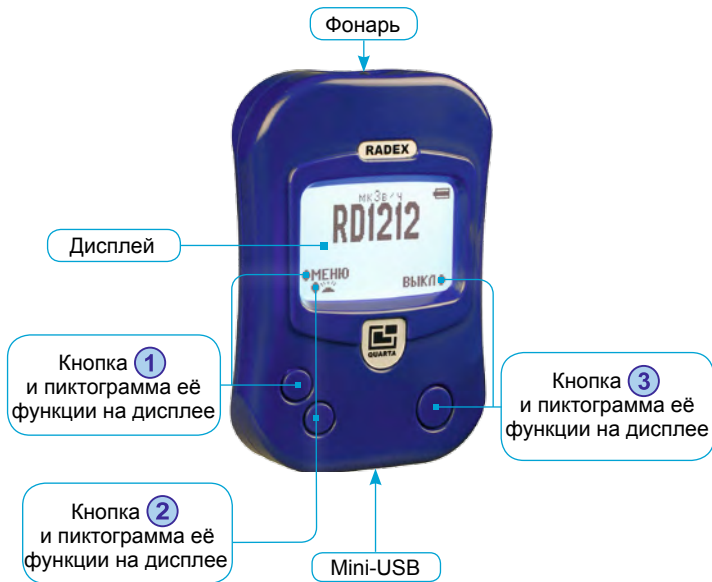 Фонарь
RADEX
мкЗв/ч
RD1212
Дисплей
МЕНЮ
ВЫКЛ
QUARTA
Кнопка 1
и пиктограмма её
функции на дисплее
Кнопка 3
и пиктограмма её
функции на дисплее
Кнопка 2
и пиктограмма её
функции на дисплее
Mini-USB